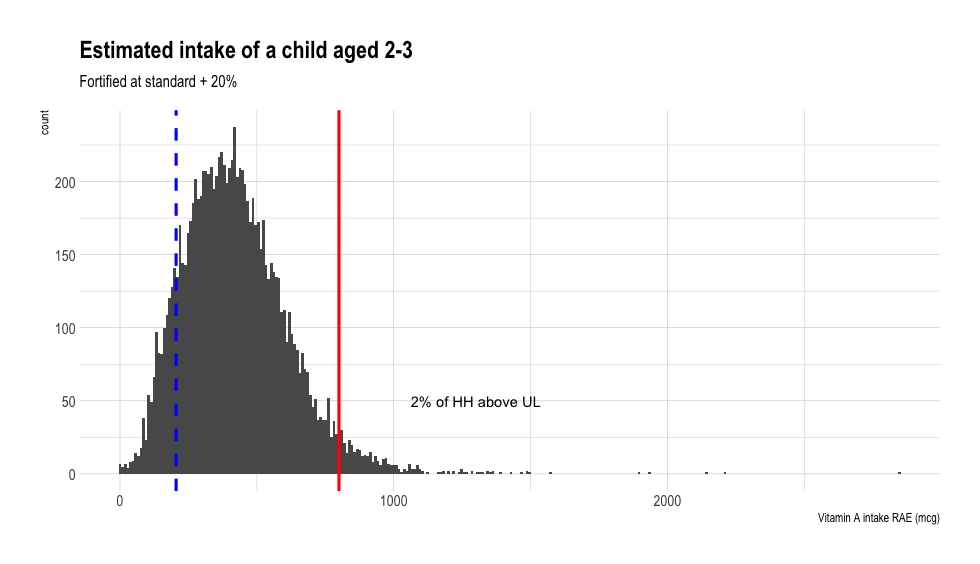 Estimated intake of a child aged 2-3
Fortified at standard + 20%
count
200
150
100
50
0
2% of HH above UL
0 1000 2000
Vitamin A intake RAE (mcg)